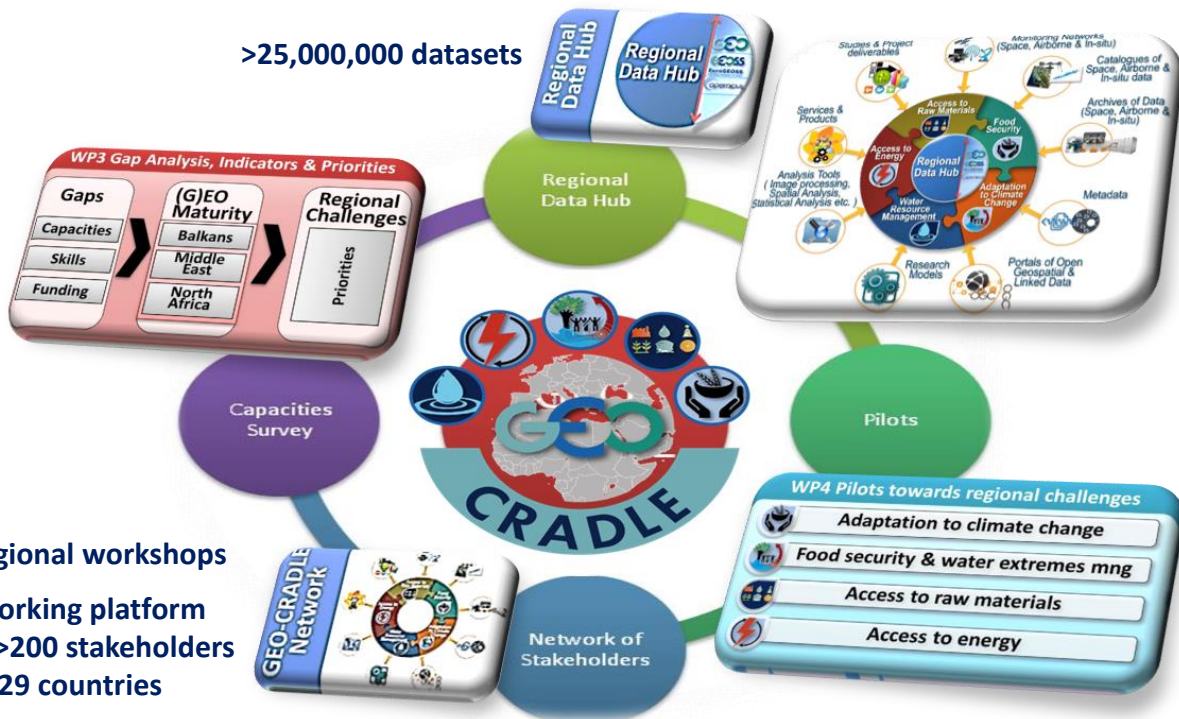 >25,000,000 datasets
Regional
Data Hub
Regional
Data Hub
GEO
GEOSS
EuroGEOSS
Regional
Data Hub
Studies & Project
deliverables
Monitoring Networks
(Space, Airborne & In-situ)
Catalogues of
Space, Airborne &
In-situ data
Archives of Data
(Space, Airborne &
In-situ)
Metadata
Portals of Open
Geospatial &
Linked Data
Research
Models
Analysis Tools
( Image processing,
Spatial Analysis,
Statistical Analysis etc. )
Services &
Products
Access to
Raw Materials
Food
Security
Adaptation
to Climate
Change
Water
Resource
Management
Access to
Energy
Regional
Data Hub
WP3 Gap Analysis, Indicators & Priorities
Gaps
Capacities
Skills
Funding
(G)EO
Maturity
Balkans
Middle
East
North
Africa
Regional
Challenges
Priorities
Capacities
Survey
GEO
CRADLE
Pilots
WP4 Pilots towards regional challenges
Adaptation to climate change
Food security & water extremes mng
Access to raw materials
Access to energy
gional workshops
orking platform
>200 stakeholders
29 countries
GEO-CRADLE
Network
Network of
Stakeholders